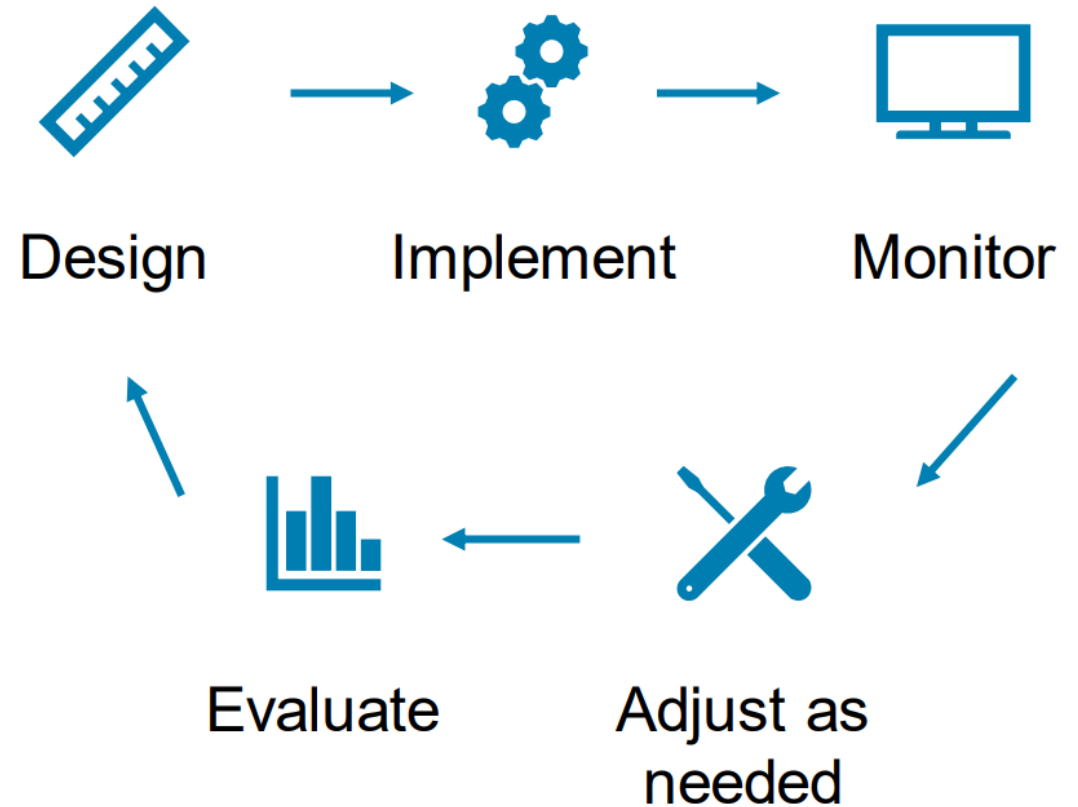 Design
Implement
Monitor
Evaluate
Adjust as
needed